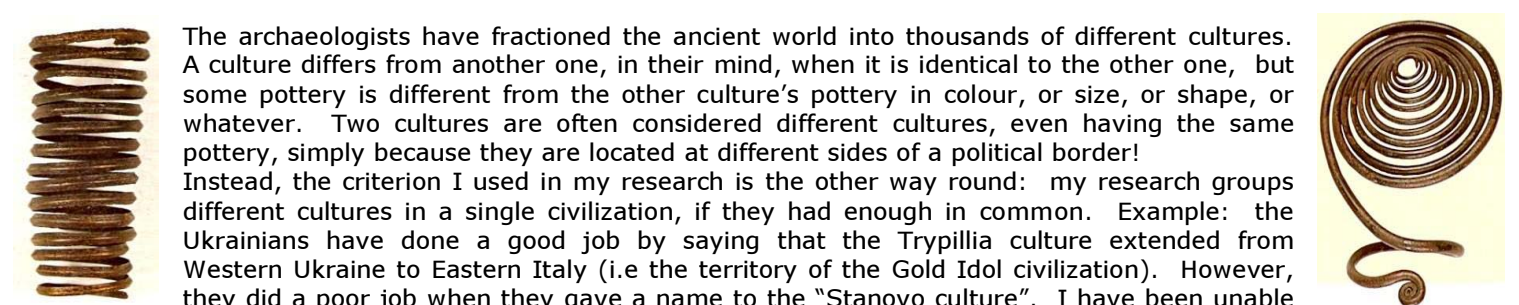 The archaeologists have fractioned the ancient world into thousands of different cultures.
A culture differs from another one, in their mind, when it is identical to the other one, but
some pottery is different from the other culture's pottery in colour, or size, or shape, or
whatever. Two cultures are often considered different cultures, even having the same
pottery, simply because they are located at different sides of a political border!
Instead, the criterion I used in my research is the other way round: my research groups
different cultures in a single civilization, if they had enough in common. Example: the
Ukrainians have done a good job by saying that the Trypillia culture extended from
Western Ukraine to Eastern Italy (i.e the territory of the Gold Idol civilization). However,
they did a poor job when they gave a name to the “Stanovo culture”. I have been unable